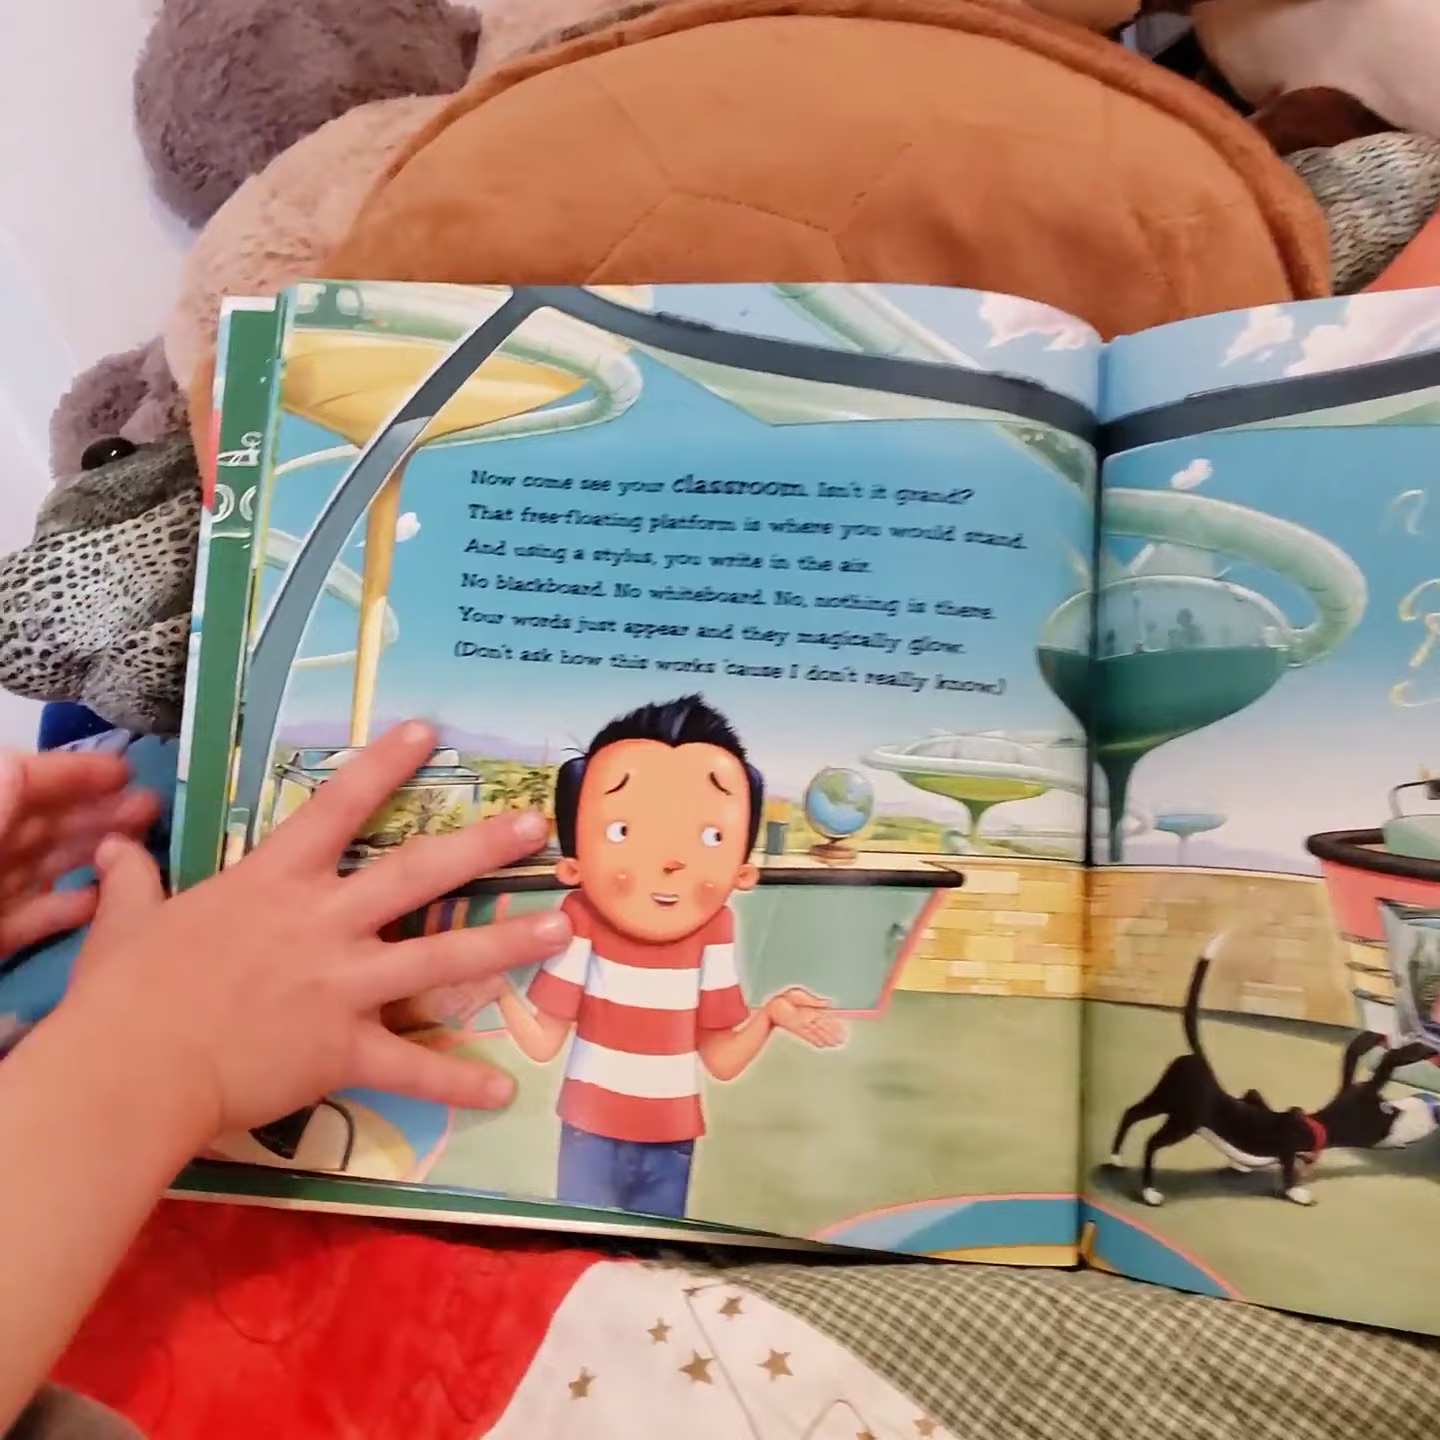 Now come see your classroom. Isn't it grand?
That free-floating platform is where you would stand.
And using a stylus, you write in the air.
No blackboard. No whiteboard. No, nothing is there.
Your words just appear and they magically glow.
(Don't ask how this works 'cause I don't really know.)